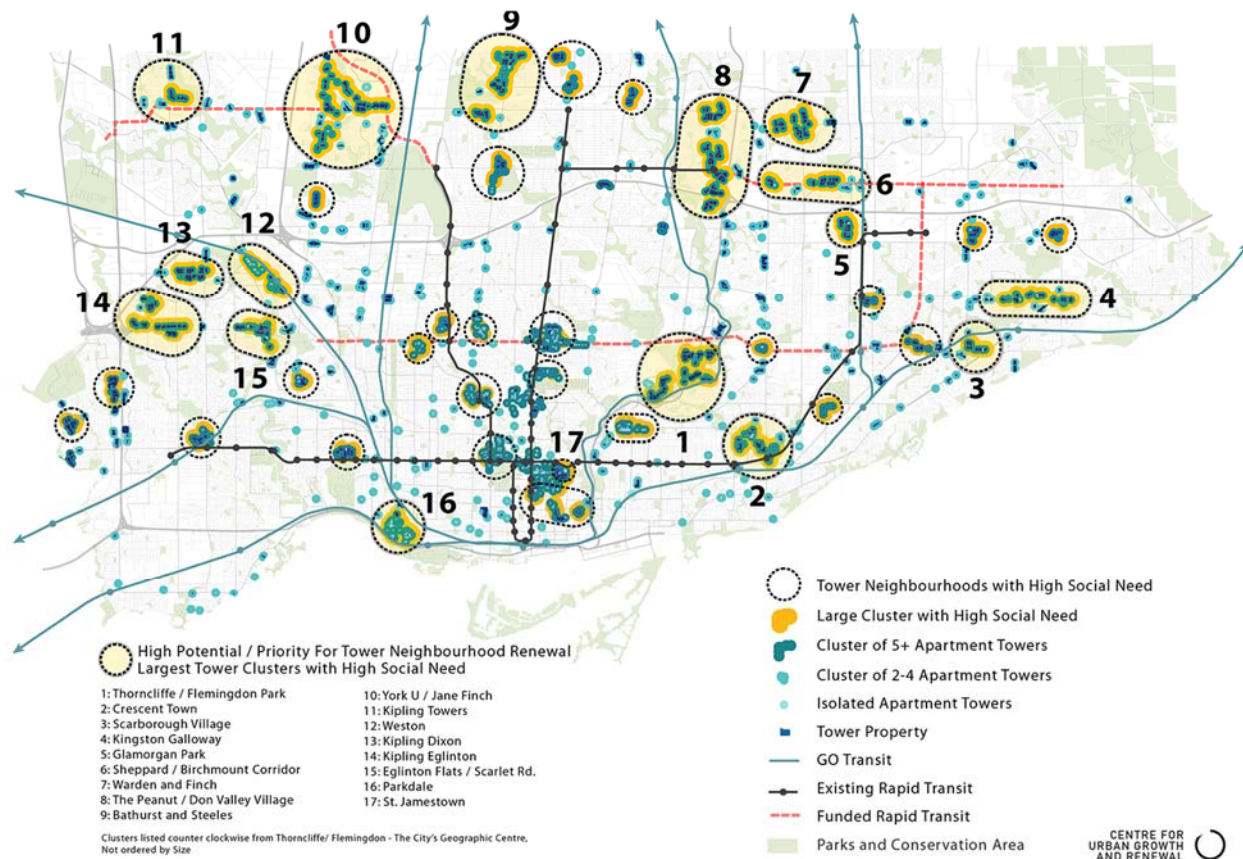 11
10
9
8
7
6
13
12
14
5
4
15
3
1
17
2
16
Tower Neighbourhoods with High Social Need
Large Cluster with High Social Need
Cluster of 5+ Apartment Towers
Cluster of 2-4 Apartment Towers
Isolated Apartment Towers
Tower Property
GO Transit
Existing Rapid Transit
Funded Rapid Transit
Parks and Conservation Area
High Potential / Priority For Tower Neighbourhood Renewal
Largest Tower Clusters with High Social Need
1: Thorncliffe / Flemingdon Park
2: Crescent Town
3: Scarborough Village
4: Kingston Galloway
5: Glamorgan Park
6: Sheppard / Birchmount Corridor
7: Warden and Finch
8: The Peanut / Don Valley Village
9: Bathurst and Steeles
10: York U / Jane Finch
11: Kipling Towers
12: Weston
13: Kipling Dixon
14: Kipling Eglinton
15: Eglinton Flats / Scarlet Rd.
16: Parkdale
17: St. Jamestown
Clusters listed counter clockwise from Thorncliffe/ Flemingdon - The City's Geographic Centre,
Not ordered by Size
CENTRE FOR
URBAN GROWTH
AND RENEWAL